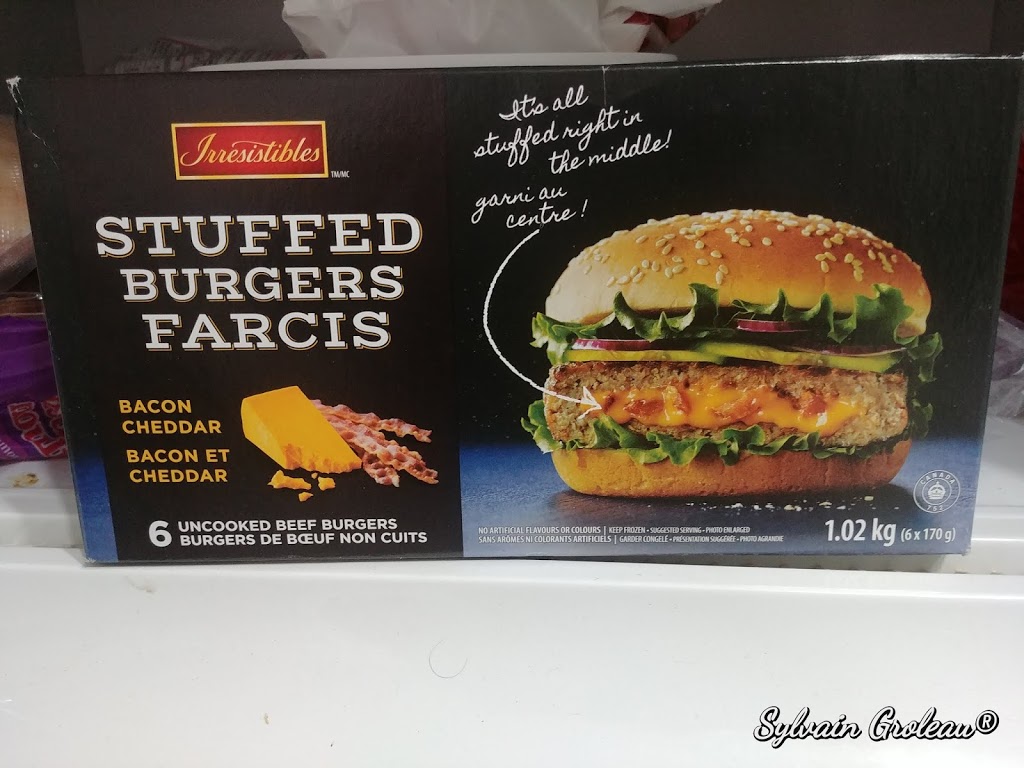 Irresistibles
TM/MC
STUFFED
BURGERS
FARCIS
BACON
CHEDDAR
BACON ET
CHEDDAR
6 UNCOOKED BEEF BURGERS
BURGERS DE BŒUF NON CUITS
It's all
stuffed right in
the middle!
garni au
centre!
NO ARTIFICIAL FLAVOURS OR COLOURS | KEEP FROZEN • SUGGESTED SERVING • PHOTO ENLARGED
SANS ARÔMES NI COLORANTS ARTIFICIELS | GARDER CONGELÉ • PRÉSENTATION SUGGÉRÉE • PHOTO AGRANDIE
CANADA
1.02 kg (6 x 170 g)
Sylvain Groleau®